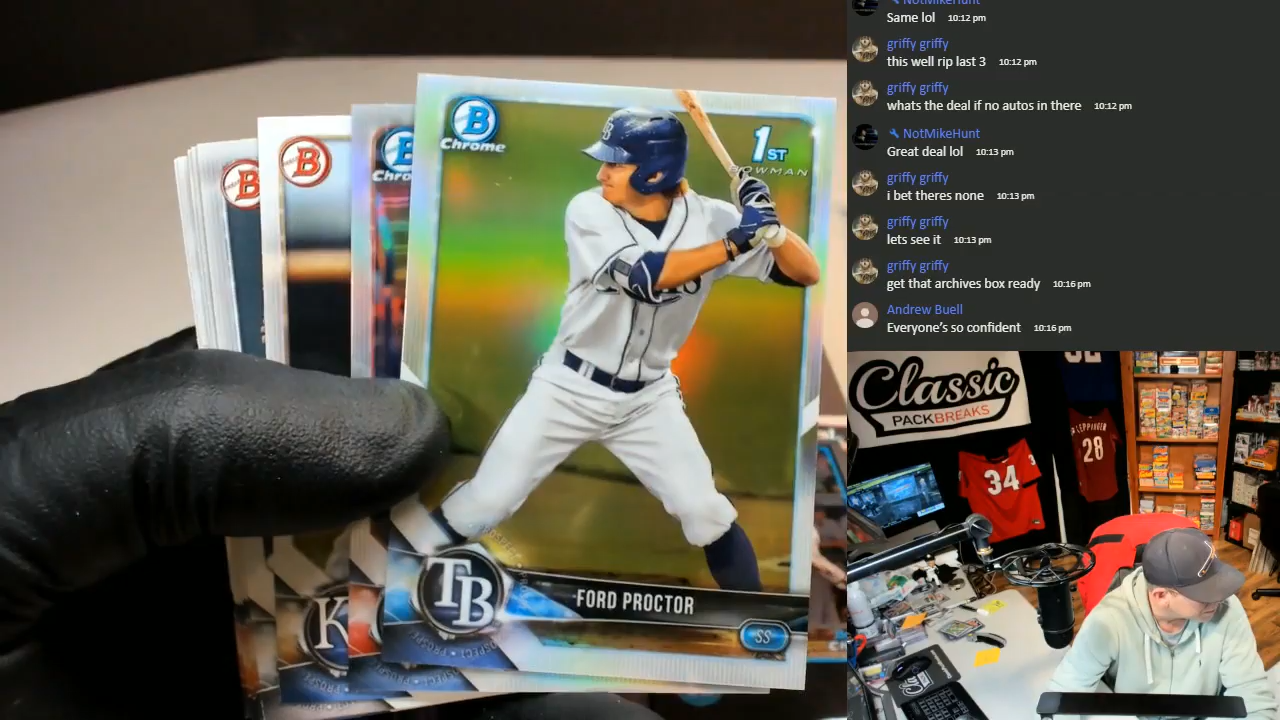 B
Chrome
1ST
BOWMAN
B
B
B
Chro
TB
FORD PROCTOR
SS
K
NotMikeHunt
Same lol 10:12 pm
griffy griffy
this well rip last 3 10:12 pm
griffy griffy
whats the deal if no autos in there 10:12 pm
NotMikeHunt
Great deal lol 10:13 pm
griffy griffy
i bet theres none 10:13 pm
griffy griffy
lets see it 10:13 pm
griffy griffy
get that archives box ready 10:16 pm
Andrew Buell
Everyone's so confident 10:16 pm
Classic
PACKBREAKS
34
LEPPINGER
28